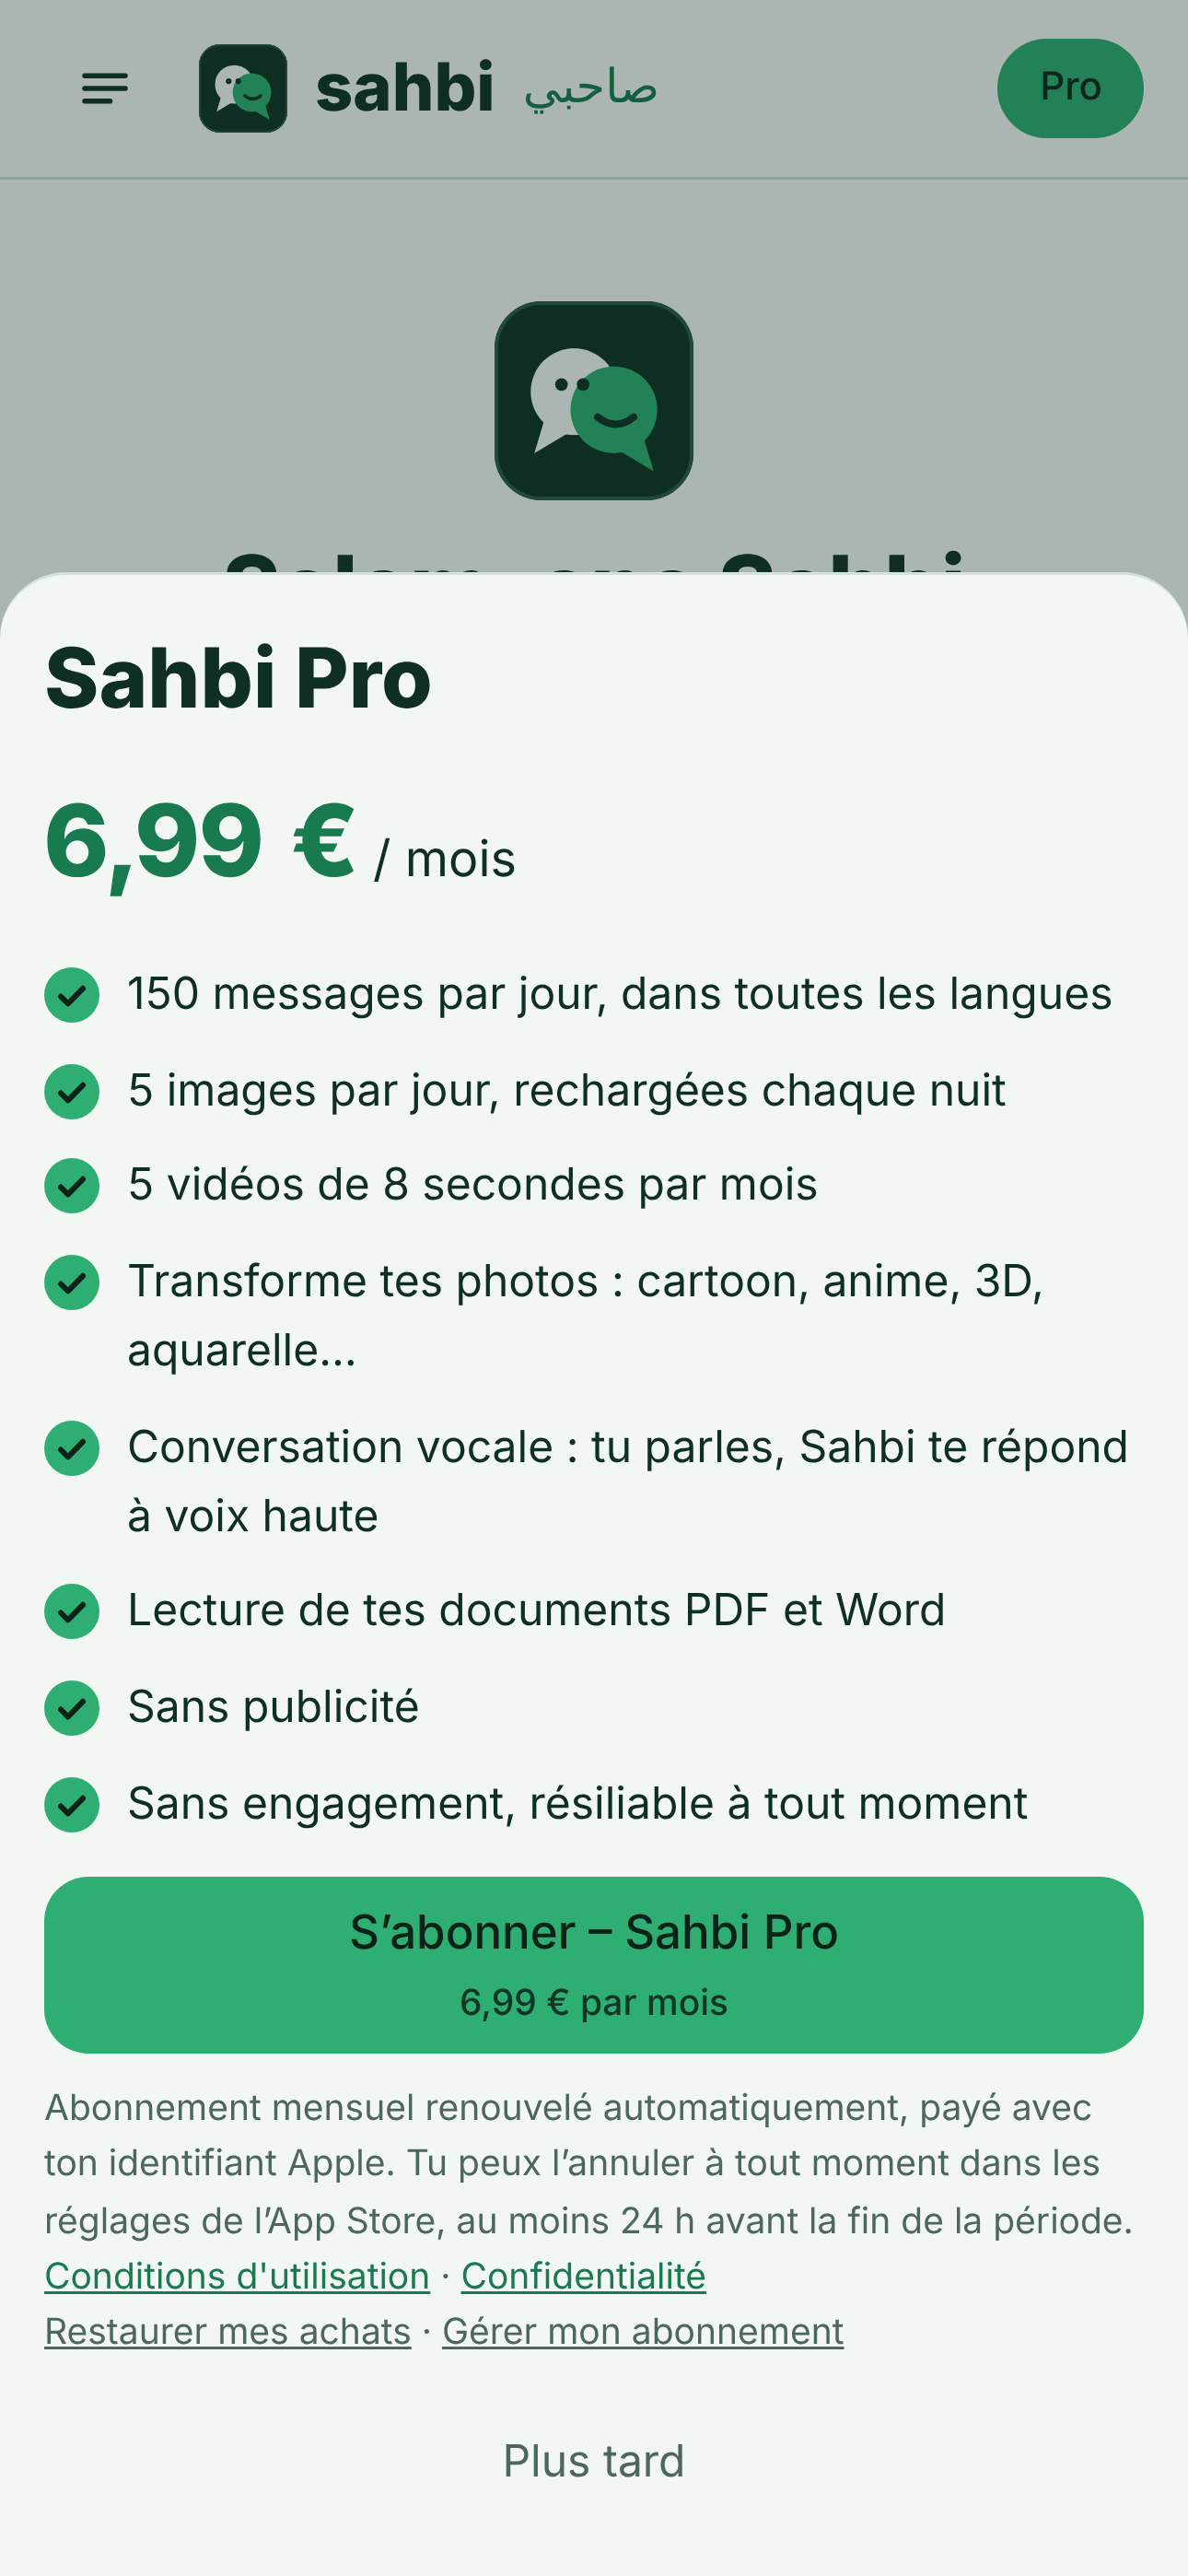 sahbi صاحبي
Pro
Salam, ana Sahbi
Sahbi Pro
6,99 € / mois
150 messages par jour, dans toutes les langues
5 images par jour, rechargées chaque nuit
5 vidéos de 8 secondes par mois
Transforme tes photos : cartoon, anime, 3D,
aquarelle...
Conversation vocale : tu parles, Sahbi te répond
à voix haute
Lecture de tes documents PDF et Word
Sans publicité
Sans engagement, résiliable à tout moment
S’abonner – Sahbi Pro
6,99 € par mois
Abonnement mensuel renouvelé automatiquement, payé avec
ton identifiant Apple. Tu peux l’annuler à tout moment dans les
réglages de l’App Store, au moins 24 h avant la fin de la période.
Conditions d'utilisation · Confidentialité
Restaurer mes achats · Gérer mon abonnement
Plus tard